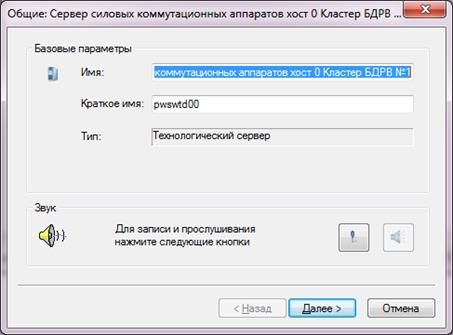 Общие: Сервер силовых коммутационных аппаратов хост 0 Кластер БДРВ ...
Базовые параметры
Имя: коммутационных аппаратов хост 0 Кластер БДРВ №1
Краткое имя: pwswtd00
Тип: Технологический сервер
Звук
Для записи и прослушивания
нажмите следующие кнопки
< Назад Далее > Отмена